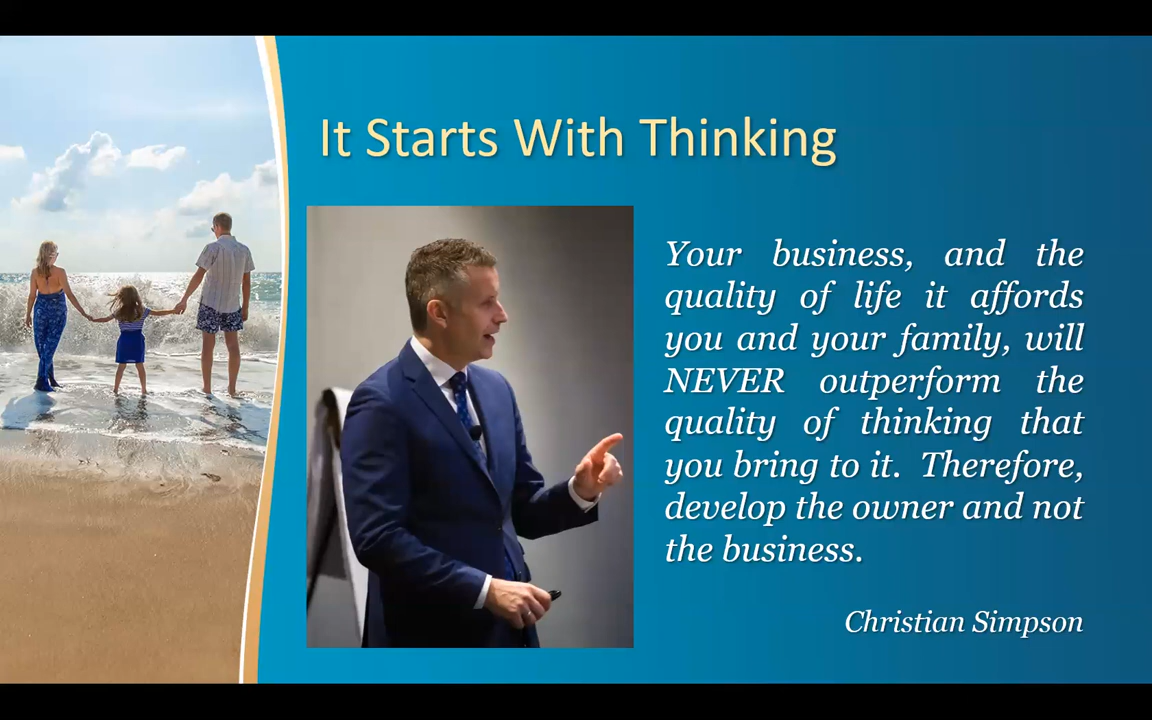 It Starts With Thinking
Your business, and the
quality of life it affords
you and your family, will
NEVER outperform the
quality of thinking that
you bring to it. Therefore,
develop the owner and not
the business.
Christian Simpson